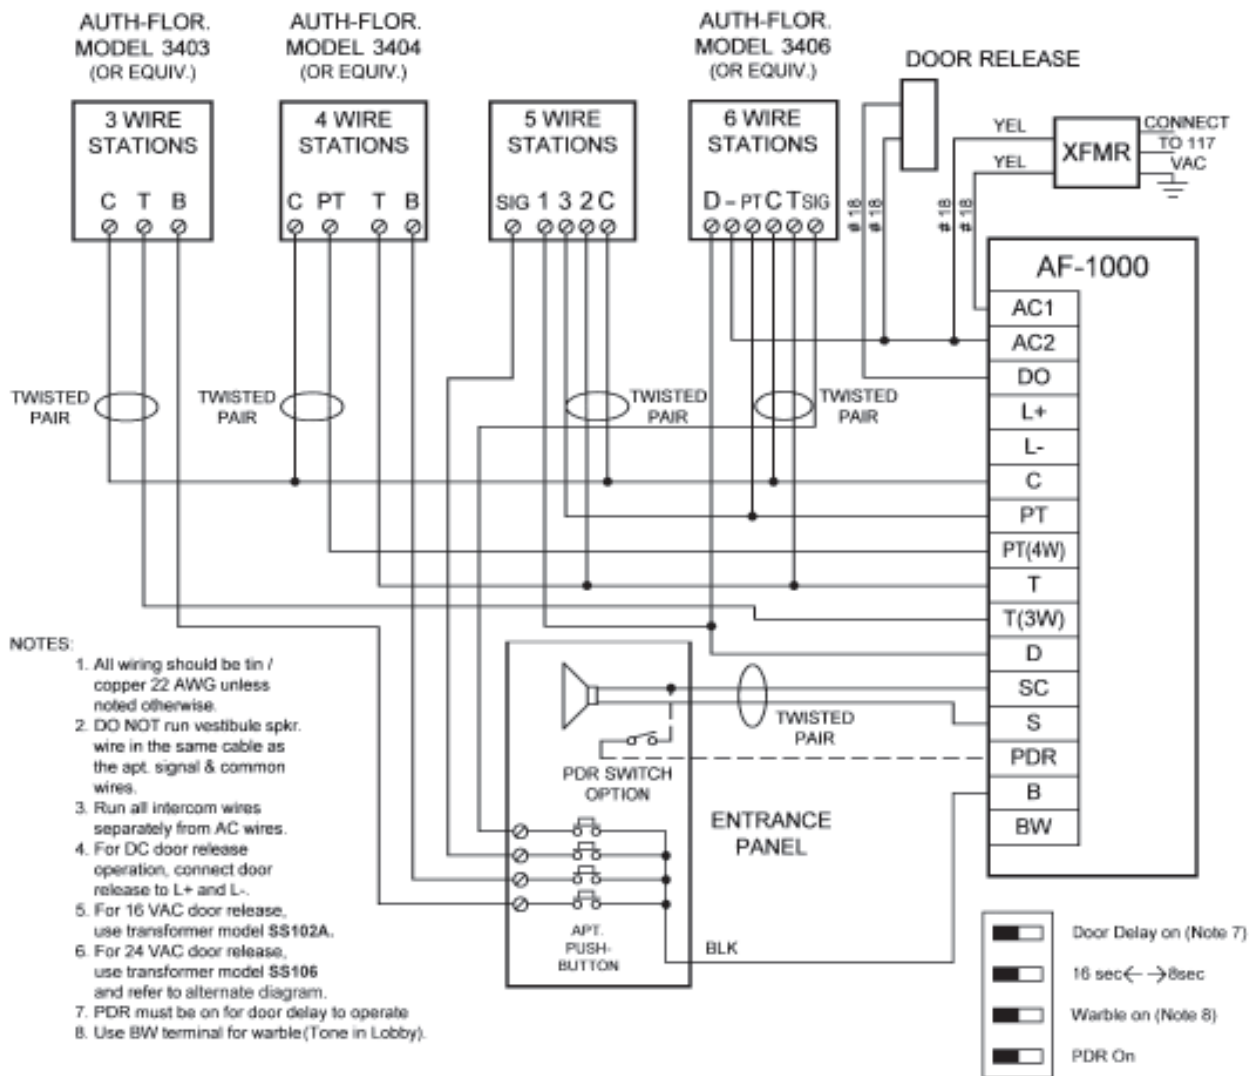 AUTH-FLOR.
MODEL 3403
(OR EQUIV.)
AUTH-FLOR.
MODEL 3404
(OR EQUIV.)
AUTH-FLOR.
MODEL 3406
(OR EQUIV.)
DOOR RELEASE
3 WIRE
STATIONS
C T B
4 WIRE
STATIONS
C PT T B
5 WIRE
STATIONS
SIG 1 3 2 C
6 WIRE
STATIONS
D - PT C T SIG
YEL
YEL
XFMR
CONNECT
TO 117
VAC
# 18
# 18
# 18
# 18
AF-1000
AC1
AC2
DO
L+
L-
C
PT
PT(4W)
T
T(3W)
D
SC
S
PDR
B
BW
TWISTED
PAIR
TWISTED
PAIR
TWISTED
PAIR
TWISTED
PAIR
TWISTED
PAIR
PDR SWITCH
OPTION
ENTRANCE
PANEL
APT.
PUSH-
BUTTON
BLK
NOTES:
1. All wiring should be tin /
copper 22 AWG unless
noted otherwise.
2. DO NOT run vestibule spkr.
wire in the same cable as
the apt. signal & common
wires.
3. Run all intercom wires
separately from AC wires.
4. For DC door release
operation, connect door
release to L+ and L-.
5. For 16 VAC door release,
use transformer model SS102A.
6. For 24 VAC door release,
use transformer model SS106
and refer to alternate diagram.
7. PDR must be on for door delay to operate
8. Use BW terminal for warble(Tone in Lobby).
Door Delay on (Note 7)
16 sec← →8sec
Warble on (Note 8)
PDR On